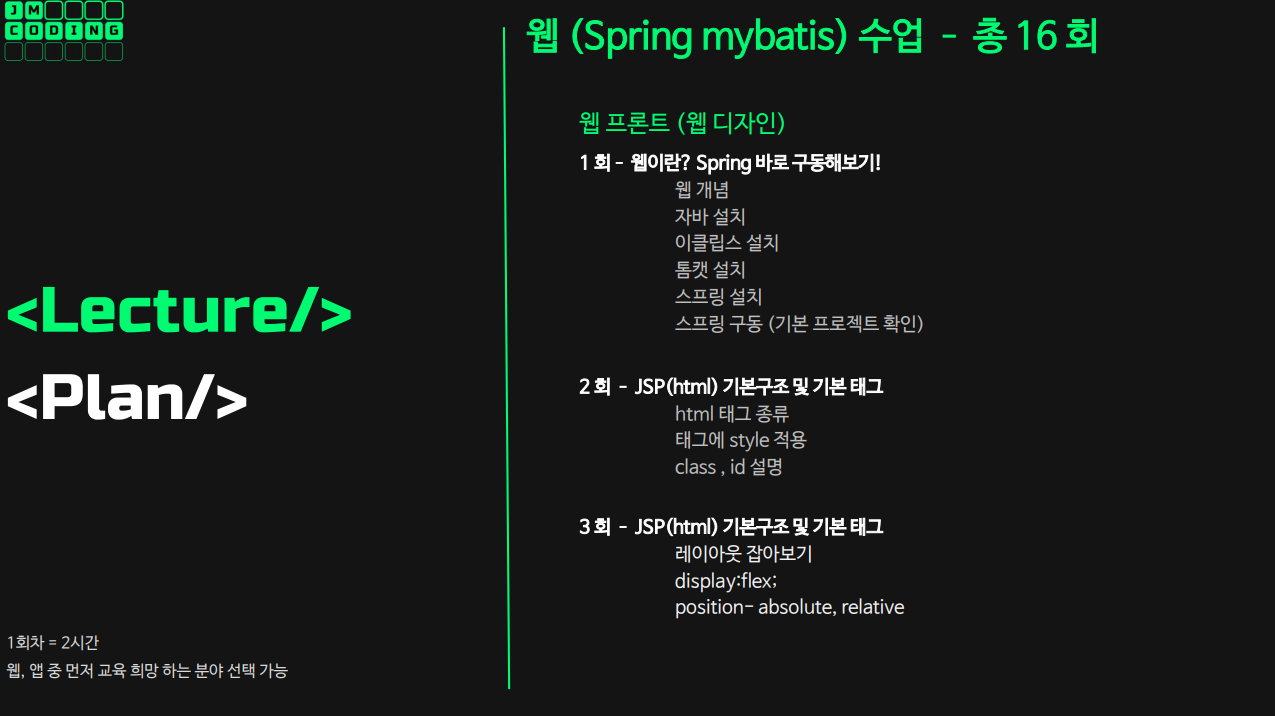 JM
CODING
<Lecture/>
<Plan/>
1회차 = 2시간
웹, 앱 중 먼저 교육 희망 하는 분야 선택 가능
웹 (Spring mybatis) 수업 - 총 16 회
웹 프론트 (웹 디자인)
1 회 - 웹이란? Spring 바로 구동해보기!
웹 개념
자바 설치
이클립스 설치
톰캣 설치
스프링 설치
스프링 구동 (기본 프로젝트 확인)
2 회 - JSP(html) 기본구조 및 기본 태그
html 태그 종류
태그에 style 적용
class , id 설명
3 회 - JSP(html) 기본구조 및 기본 태그
레이아웃 잡아보기
display:flex;
position- absolute, relative